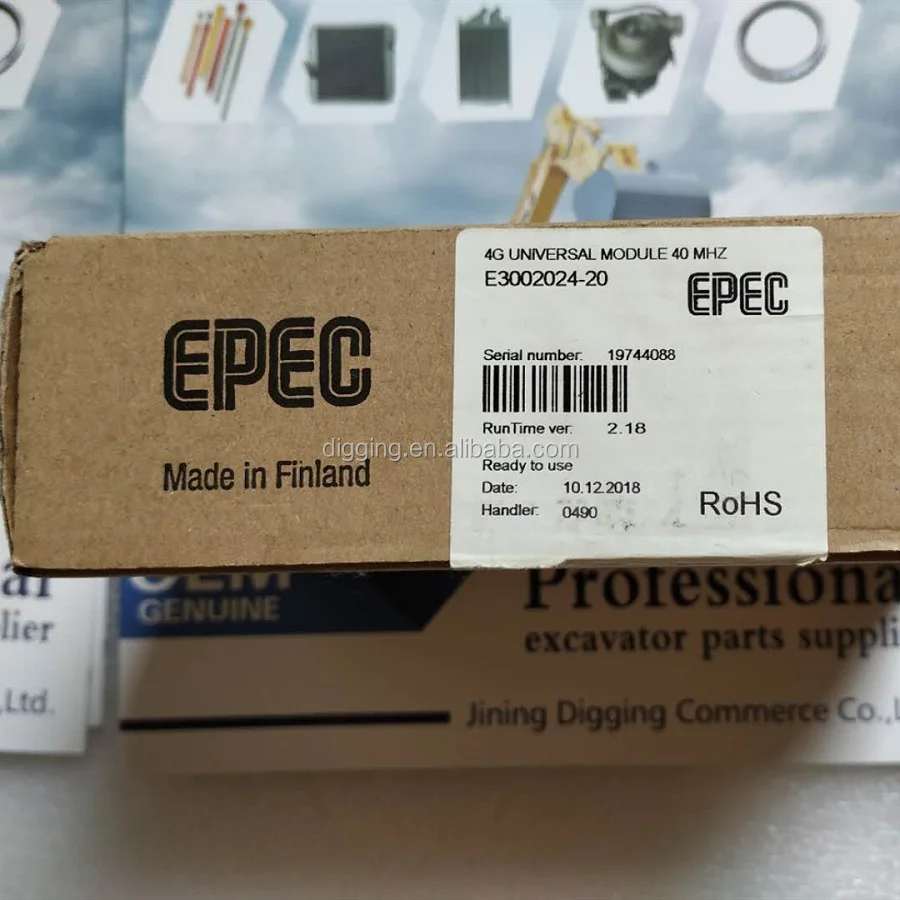 4G UNIVERSAL MODULE 40 MHZ
E3002024-20
EPEC
Serial number: 19744088
RunTime ver: 2.18
Ready to use
Date: 10.12.2018
Handler: 0490
RoHS
EPEC
Made in Finland
digging.en.alibaba.com
GENUINE
Professional
excavator parts suppli
Jining Digging Commerce Co.,L
lier
,Ltd.